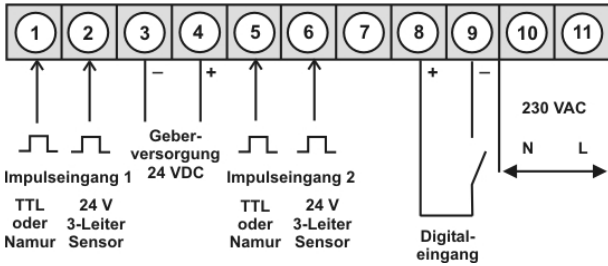 1 2 3 4 5 6 7 8 9 10 11
– + + –
Geber-
versorgung
24 VDC
230 VAC
N L
Impulseingang 1
TTL
oder
Namur
24 V
3-Leiter
Sensor
Impulseingang 2
TTL
oder
Namur
24 V
3-Leiter
Sensor
Digital-
eingang